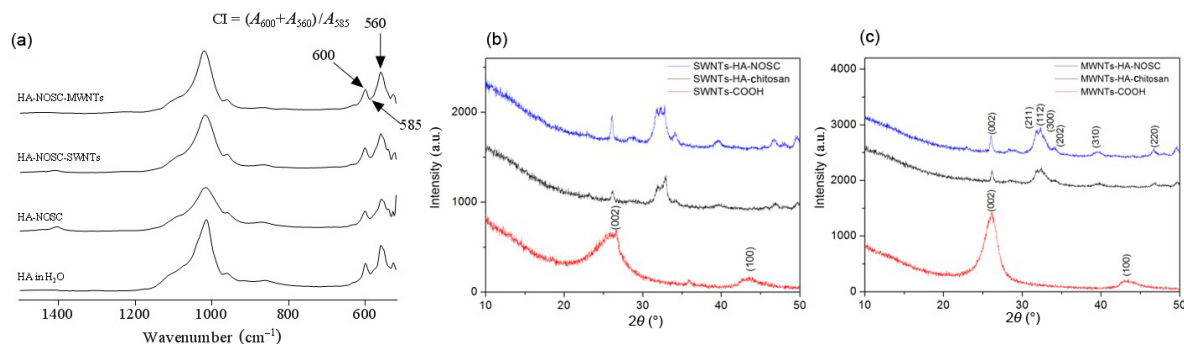 (a)
CI = (A₆₀₀+A₅₆₀)/A₅₈₅
560
600
585
HA-NOSC-MWNTs
HA-NOSC-SWNTs
HA-NOSC
HA in H₂O
1400 1200 1000 800 600
Wavenumber (cm⁻¹)
(b)
SWNTs-HA-NOSC
SWNTs-HA-chitosan
SWNTs-COOH
2000
1000
0
Intensity (a.u.)
(002)
(100)
10 20 30 40 50
2θ (°)
(c)
MWNTs-HA-NOSC
MWNTs-HA-chitosan
MWNTs-COOH
4000
3000
2000
1000
0
Intensity (a.u.)
(002)
(211)
(112)
(300)
(202)
(310)
(220)
(002)
(100)
10 20 30 40 50
2θ (°)